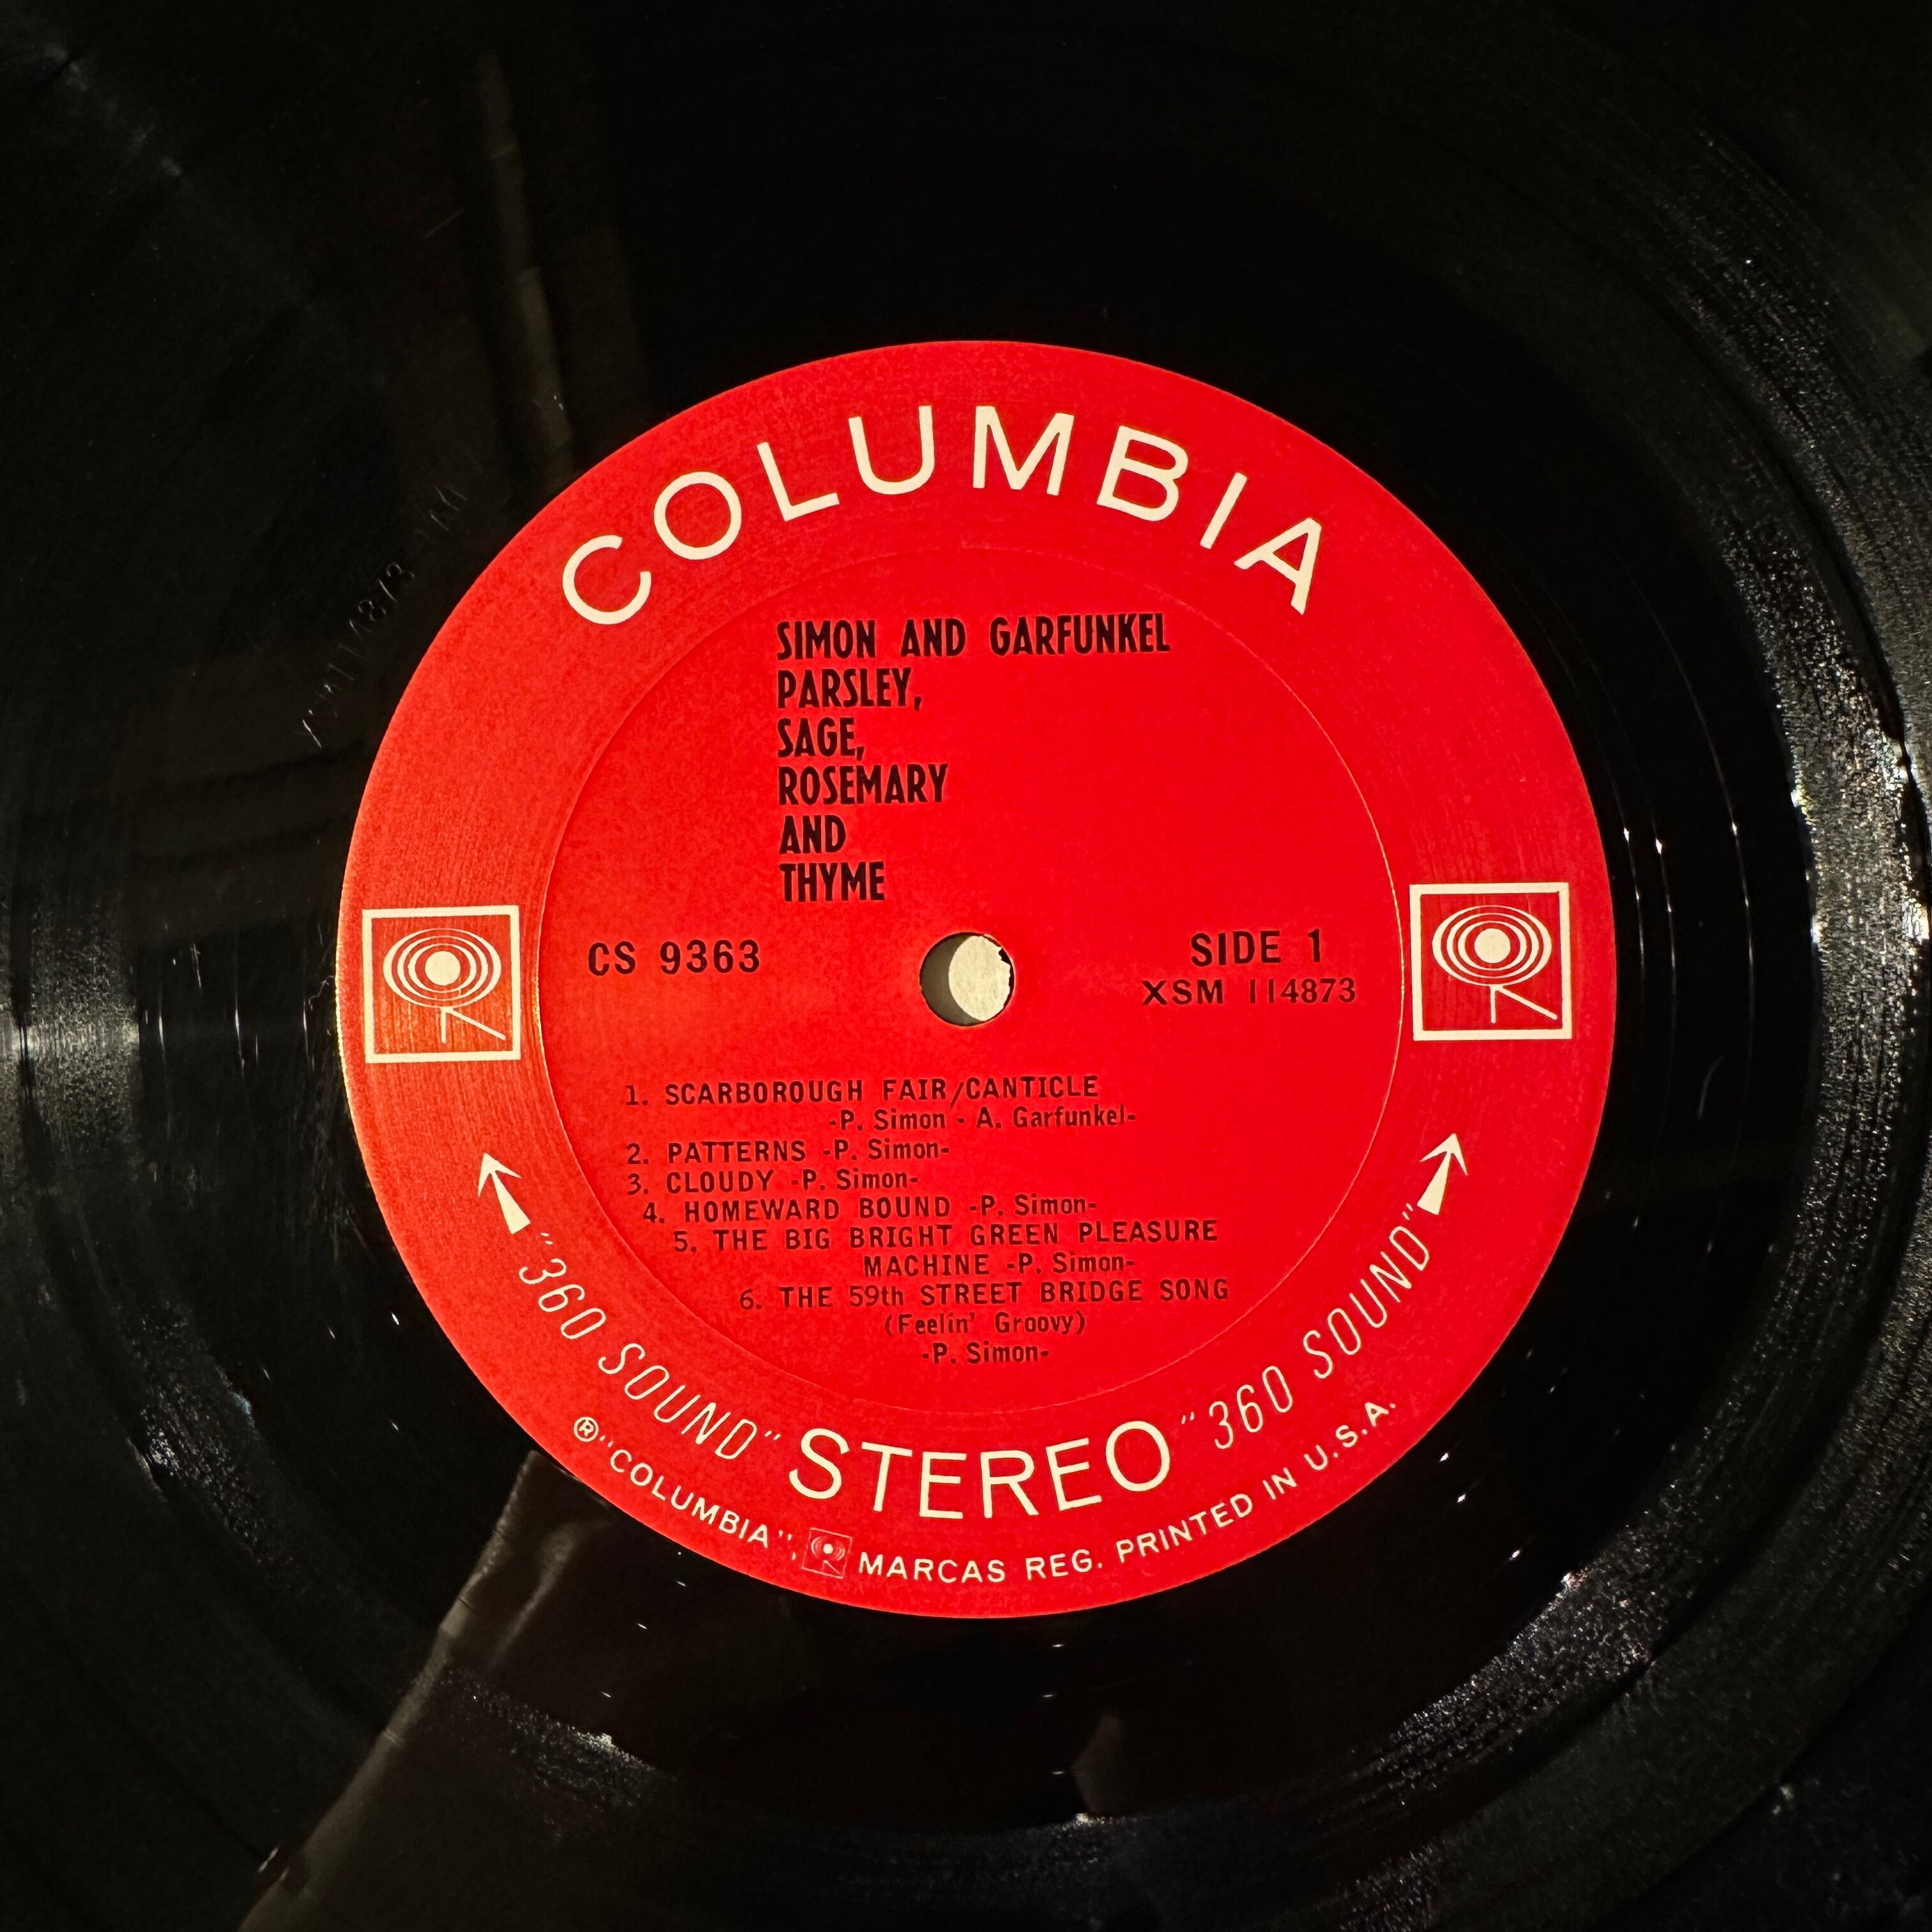 COLUMBIA
SIMON AND GARFUNKEL
PARSLEY,
SAGE,
ROSEMARY
AND
THYME
CS 9363
SIDE 1
XSM 114873
1. SCARBOROUGH FAIR/CANTICLE
-P. Simon - A. Garfunkel-
2. PATTERNS -P. Simon-
3. CLOUDY -P. Simon-
4. HOMEWARD BOUND -P. Simon-
5. THE BIG BRIGHT GREEN PLEASURE
MACHINE -P. Simon-
6. THE 59th STREET BRIDGE SONG
(Feelin' Groovy)
-P. Simon-
"360 SOUND" STEREO "360 SOUND"
®"COLUMBIA", MARCAS REG. PRINTED IN U.S.A.